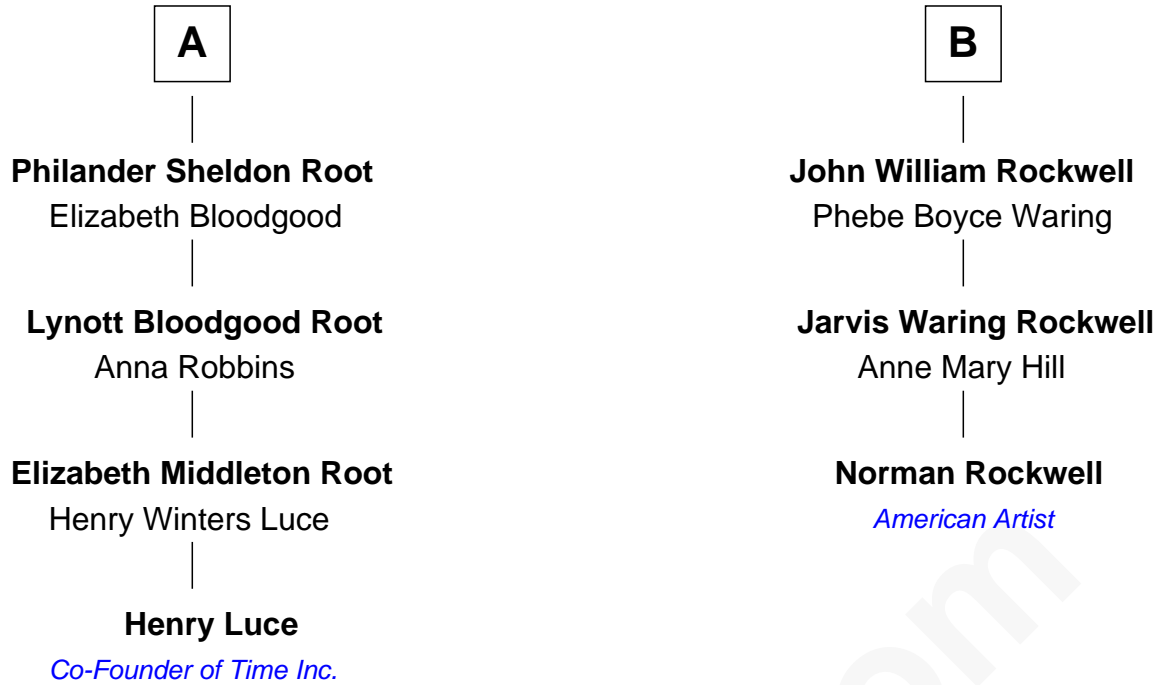 A
Philander Sheldon Root
Elizabeth Bloodgood
Lynott Bloodgood Root
Anna Robbins
Elizabeth Middleton Root
Henry Winters Luce
Henry Luce
Co-Founder of Time Inc.
B
John William Rockwell
Phebe Boyce Waring
Jarvis Waring Rockwell
Anne Mary Hill
Norman Rockwell
American Artist
om